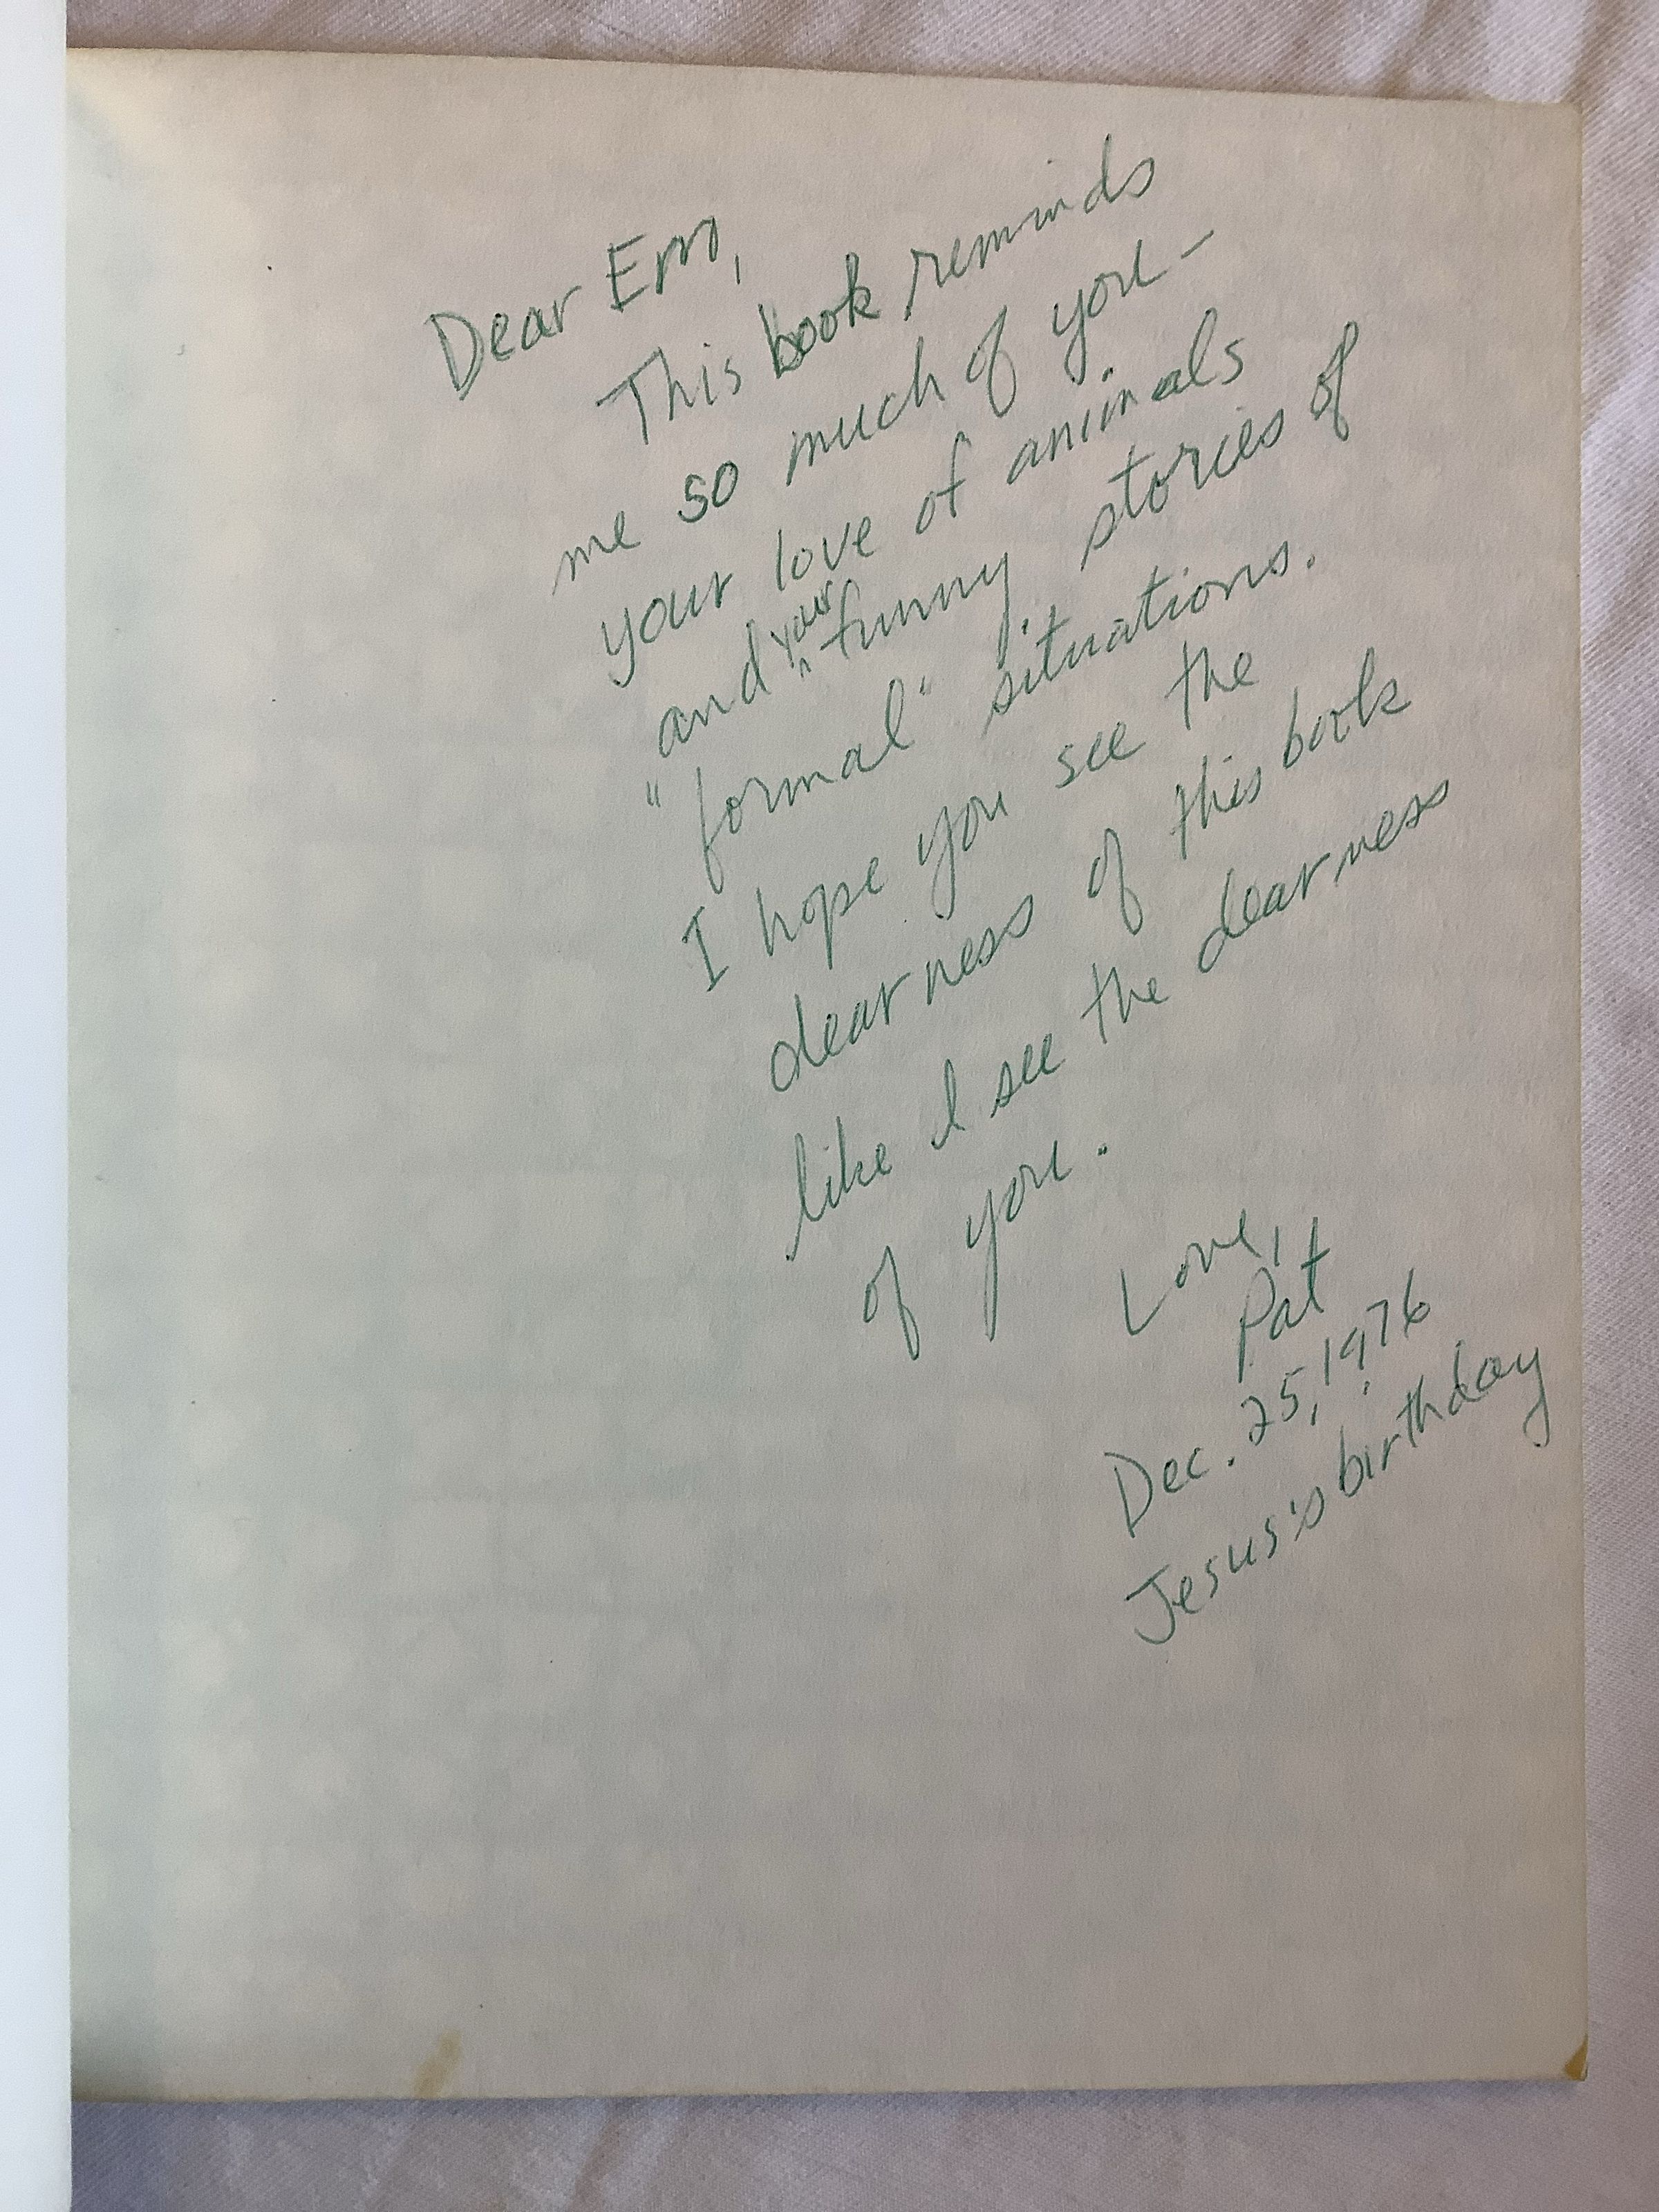 Dear Em,
This book reminds
me so much of you –
your love of animals
and your funny stories of
"formal" situations.
I hope you see the
dearness of this book
like I see the dearness
of you.
Love,
Pat
Dec. 25, 1976
Jesus's birthday